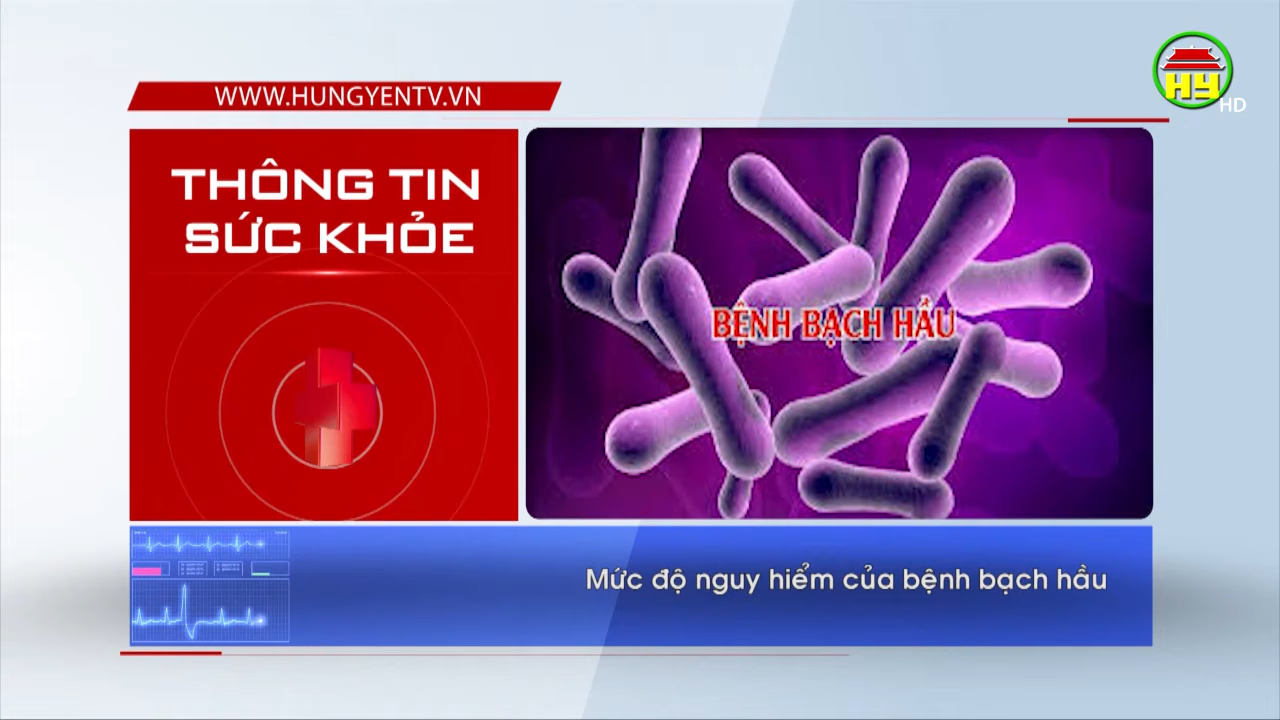 WWW.HUNGYENTV.VN
HY
HD
THÔNG TIN
SỨC KHỎE
BỆNH BẠCH HẦU
Mức độ nguy hiểm của bệnh bạch hầu